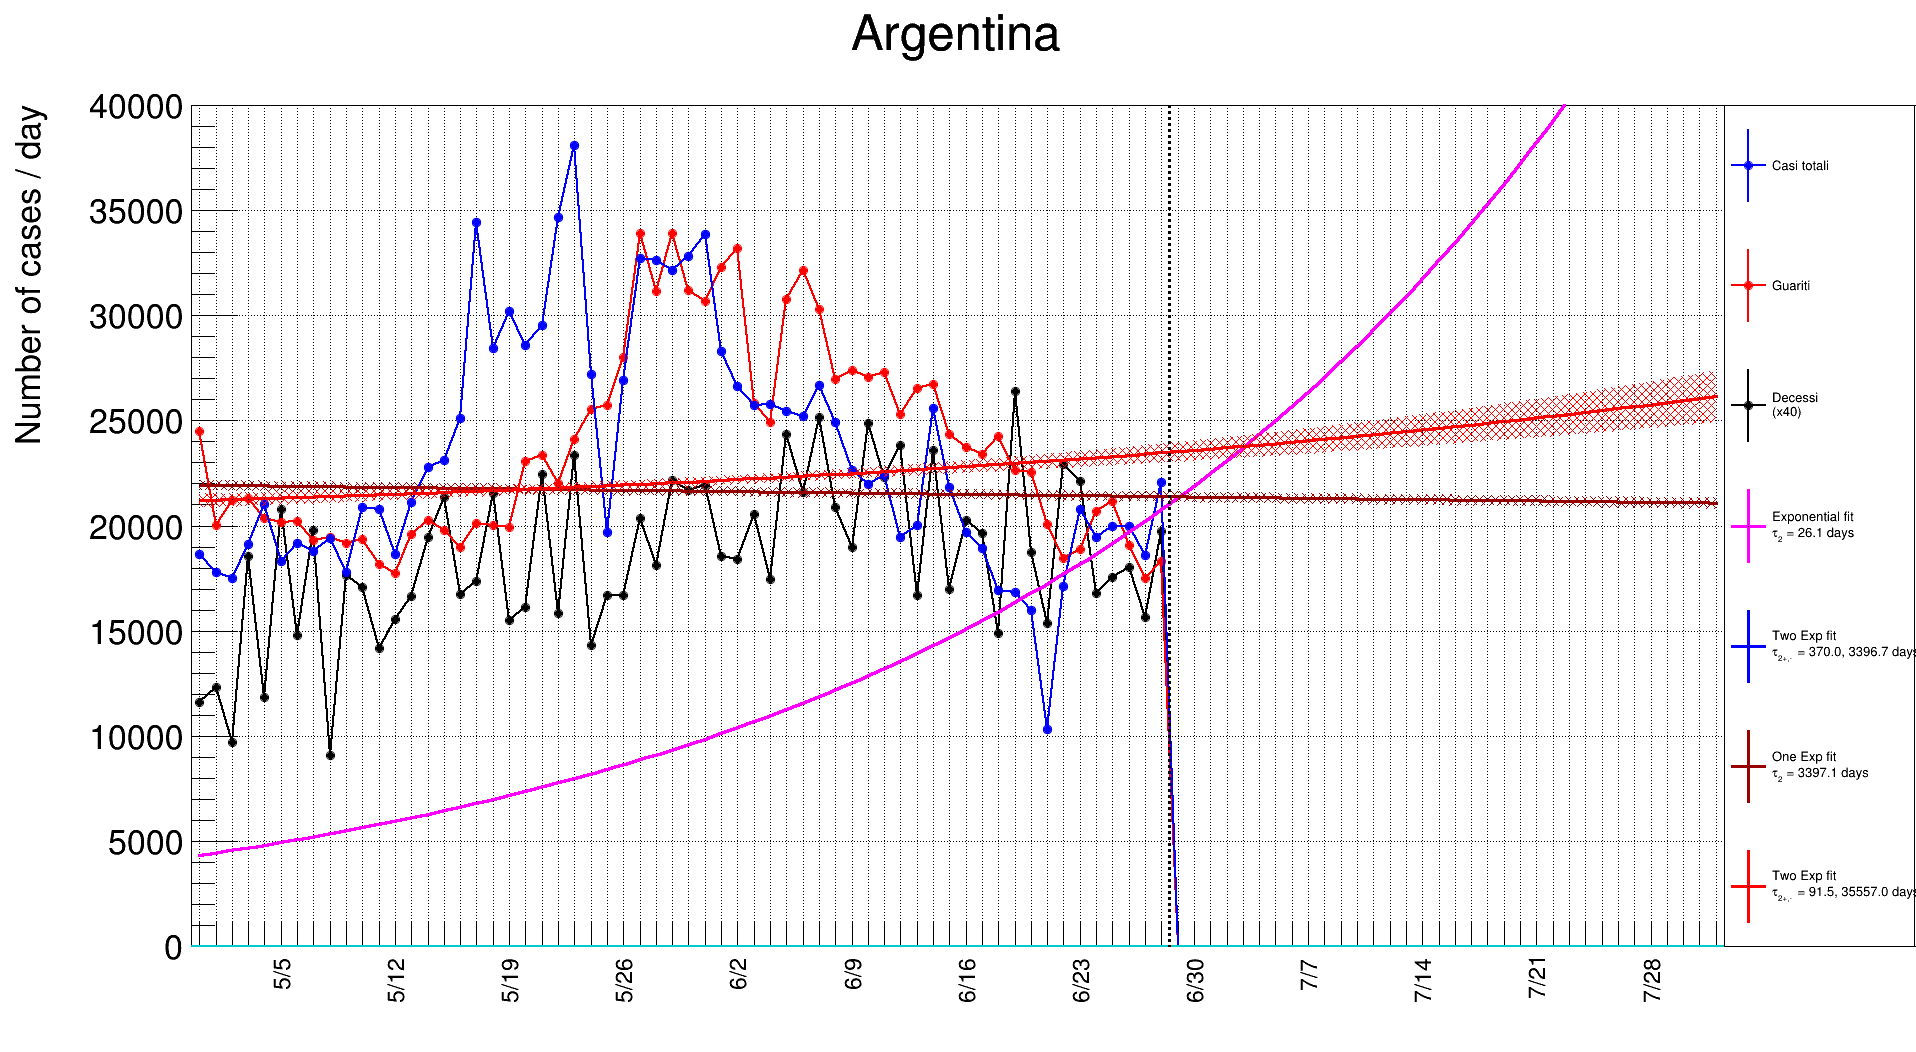 Argentina
Number of cases / day
40000
35000
30000
25000
20000
15000
10000
5000
0
5/5
5/12
5/19
5/26
6/2
6/9
6/16
6/23
6/30
7/7
7/14
7/21
7/28
Casi totali
Guariti
Decessi
(x40)
Exponential fit
τ2 = 26.1 days
Two Exp fit
τ2+,- = 370.0, 3396.7 days
One Exp fit
τ2 = 3397.1 days
Two Exp fit
τ2+,- = 91.5, 35557.0 days